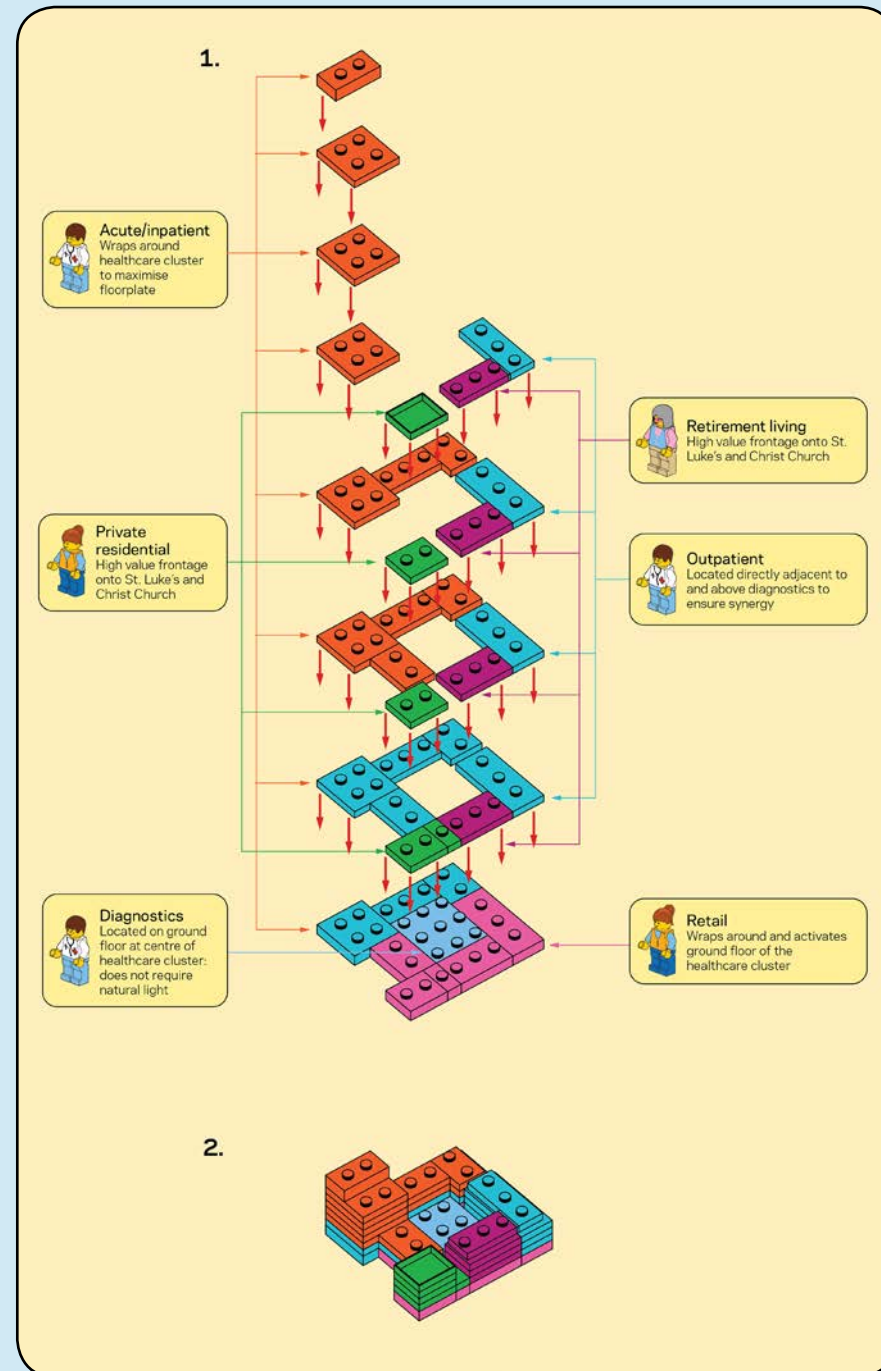 1.
Acute/inpatient
Wraps around
healthcare cluster
to maximise
floorplate
Retirement living
High value frontage onto St.
Luke's and Christ Church
Private
residential
High value frontage
onto St. Luke's and
Christ Church
Outpatient
Located directly adjacent to
and above diagnostics to
ensure synergy
Diagnostics
Located on ground
floor at centre of
healthcare cluster:
does not require
natural light
Retail
Wraps around and activates
ground floor of the
healthcare cluster
2.